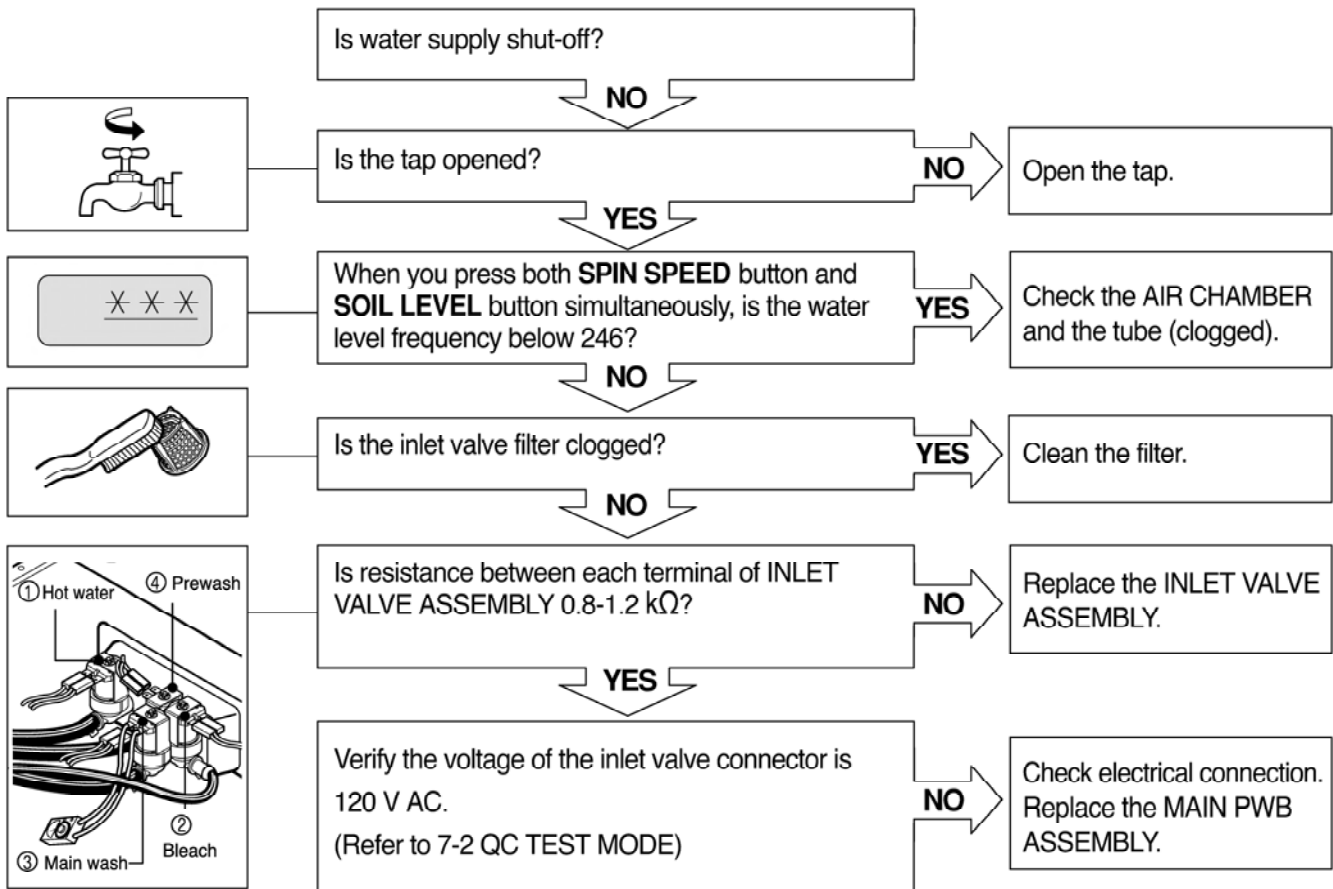 Is water supply shut-off?
NO
Is the tap opened?
NO
Open the tap.
YES
* * *
When you press both SPIN SPEED button and
SOIL LEVEL button simultaneously, is the water
level frequency below 246?
YES
Check the AIR CHAMBER
and the tube (clogged).
NO
Is the inlet valve filter clogged?
YES
Clean the filter.
NO
① Hot water
④ Prewash
② Bleach
③ Main wash
Is resistance between each terminal of INLET
VALVE ASSEMBLY 0.8-1.2 kΩ?
NO
Replace the INLET VALVE
ASSEMBLY.
YES
Verify the voltage of the inlet valve connector is
120 V AC.
(Refer to 7-2 QC TEST MODE)
NO
Check electrical connection.
Replace the MAIN PWB
ASSEMBLY.